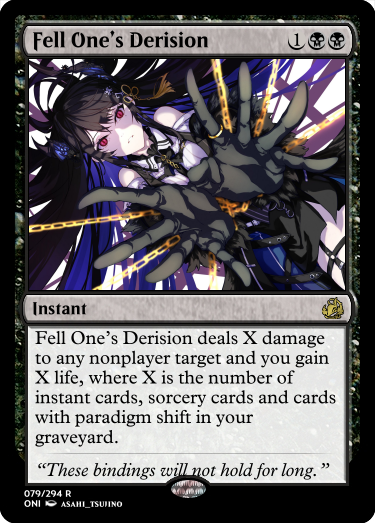 Fell One's Derision 1
Instant
Fell One's Derision deals X damage
to any nonplayer target and you gain
X life, where X is the number of
instant cards, sorcery cards and cards
with paradigm shift in your
graveyard.
“These bindings will not hold for long.”
079/294 R
ONI ASAHI_TSUJINO